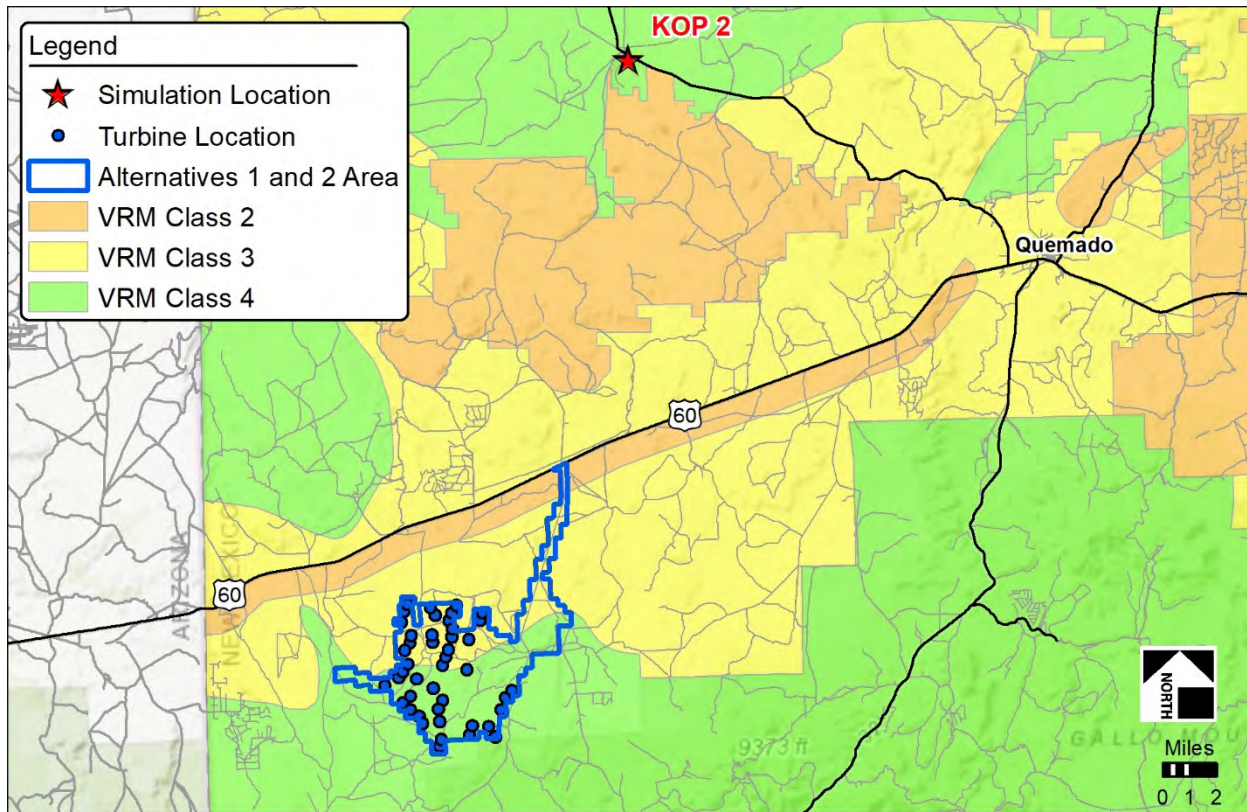 Legend
Simulation Location
Turbine Location
Alternatives 1 and 2 Area
VRM Class 2
VRM Class 3
VRM Class 4
KOP 2
Quemado
60
60
ARIZONA
NEW MEXICO
9373 ft
GALLO MOU
NORTH
Miles
0 1 2